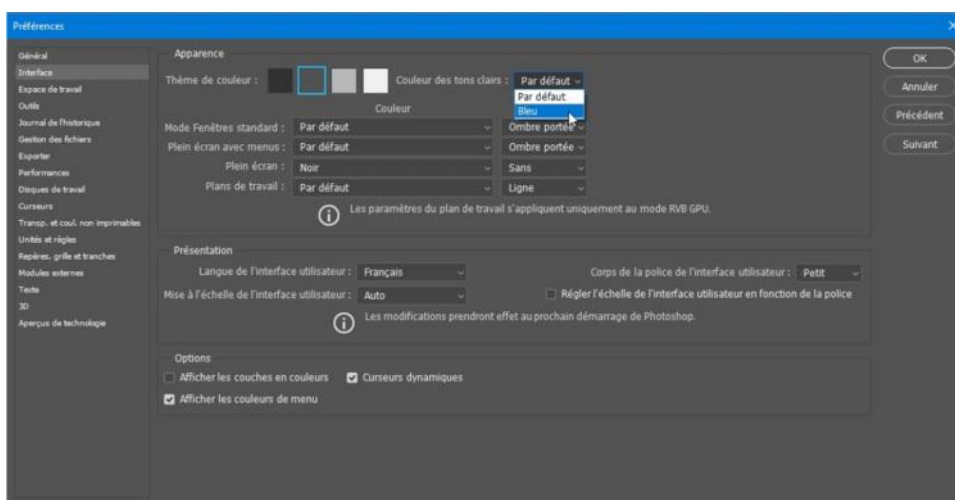 Préférences
Général
Interface
Espace de travail
Outils
Journal de l'historique
Gestion des fichiers
Exporter
Performances
Disques de travail
Curseurs
Transp. et coul. non imprimables
Unités et règles
Repères, grille et tranches
Modules externes
Texte
3D
Aperçus de technologie
Apparence
Thème de couleur : Couleur des tons clairs : Par défaut
Par défaut
Bleu
Couleur
Mode Fenêtres standard : Par défaut Ombre portée
Plein écran avec menus : Par défaut Ombre portée
Plein écran : Noir Sans
Plans de travail : Par défaut Ligne
Les paramètres du plan de travail s'appliquent uniquement au mode RVB GPU.
Présentation
Langue de l'interface utilisateur : Français Corps de la police de l'interface utilisateur : Petit
Mise à l'échelle de l'interface utilisateur : Auto Régler l'échelle de l'interface utilisateur en fonction de la police
Les modifications prendront effet au prochain démarrage de Photoshop.
Options
Afficher les couches en couleurs Curseurs dynamiques
Afficher les couleurs de menu
OK
Annuler
Précédent
Suivant